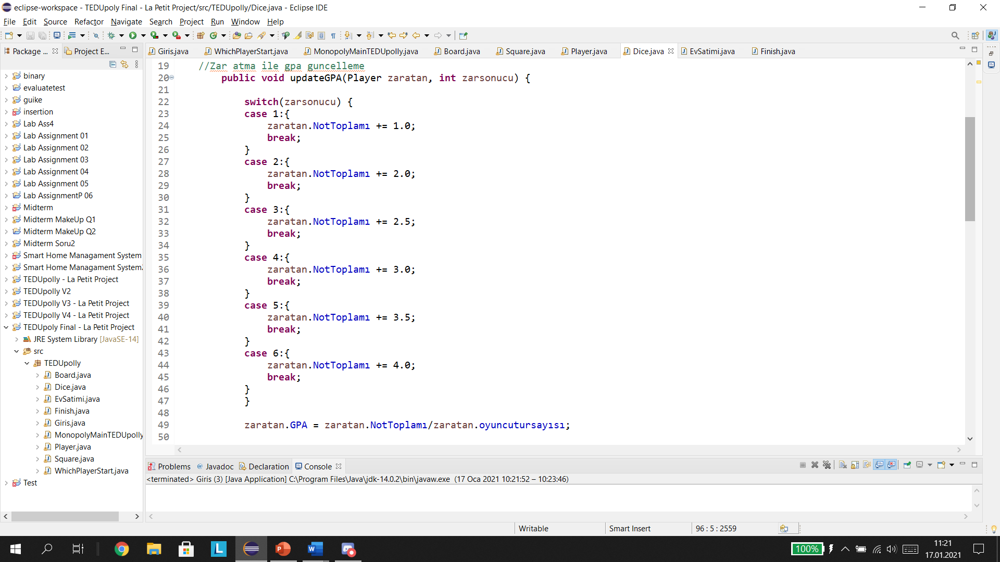 eclipse-workspace - TEDUpoly Final - La Petit Project/src/TEDUpolly/Dice.java - Eclipse IDE
File Edit Source Refactor Navigate Search Project Run Window Help
Package ... Project E...
Giris.java WhichPlayerStart.java MonopolyMainTEDUpolly.java Board.java Square.java Player.java Dice.java EvSatimi.java Finish.java
binary
evaluatetest
guike
insertion
Lab Ass4
Lab Assignment 01
Lab Assignment 02
Lab Assignment 03
Lab Assignment 04
Lab Assignment 05
Lab AssignmentP 06
Midterm
Midterm MakeUp Q1
Midterm MakeUp Q2
Midterm Soru2
Smart Home Managament System
Smart Home Managament System
TEDUpolly - La Petit Project
TEDUpolly V2
TEDUpolly V3 - La Petit Project
TEDUpolly V4 - La Petit Project
TEDUpoly Final - La Petit Project
JRE System Library [JavaSE-14]
src
TEDUpolly
Board.java
Dice.java
EvSatimi.java
Finish.java
Giris.java
MonopolyMainTEDUpolly
Player.java
Square.java
WhichPlayerStart.java
Test
19 //Zar atma ile gpa guncelleme
20 public void updateGPA(Player zaratan, int zarsonucu) {
21
22 switch(zarsonucu) {
23 case 1:{
24 zaratan.NotToplamı += 1.0;
25 break;
26 }
27 case 2:{
28 zaratan.NotToplamı += 2.0;
29 break;
30 }
31 case 3:{
32 zaratan.NotToplamı += 2.5;
33 break;
34 }
35 case 4:{
36 zaratan.NotToplamı += 3.0;
37 break;
38 }
39 case 5:{
40 zaratan.NotToplamı += 3.5;
41 break;
42 }
43 case 6:{
44 zaratan.NotToplamı += 4.0;
45 break;
46 }
47 }
48
49 zaratan.GPA = zaratan.NotToplamı/zaratan.oyuncutursayısı;
50
Problems @ Javadoc Declaration Console
<terminated> Giris (3) [Java Application] C:\Program Files\Java\jdk-14.0.2\bin\javaw.exe (17 Oca 2021 10:21:52 – 10:23:46)
Writable Smart Insert 96 : 5 : 2559
100%
11:21
17.01.2021